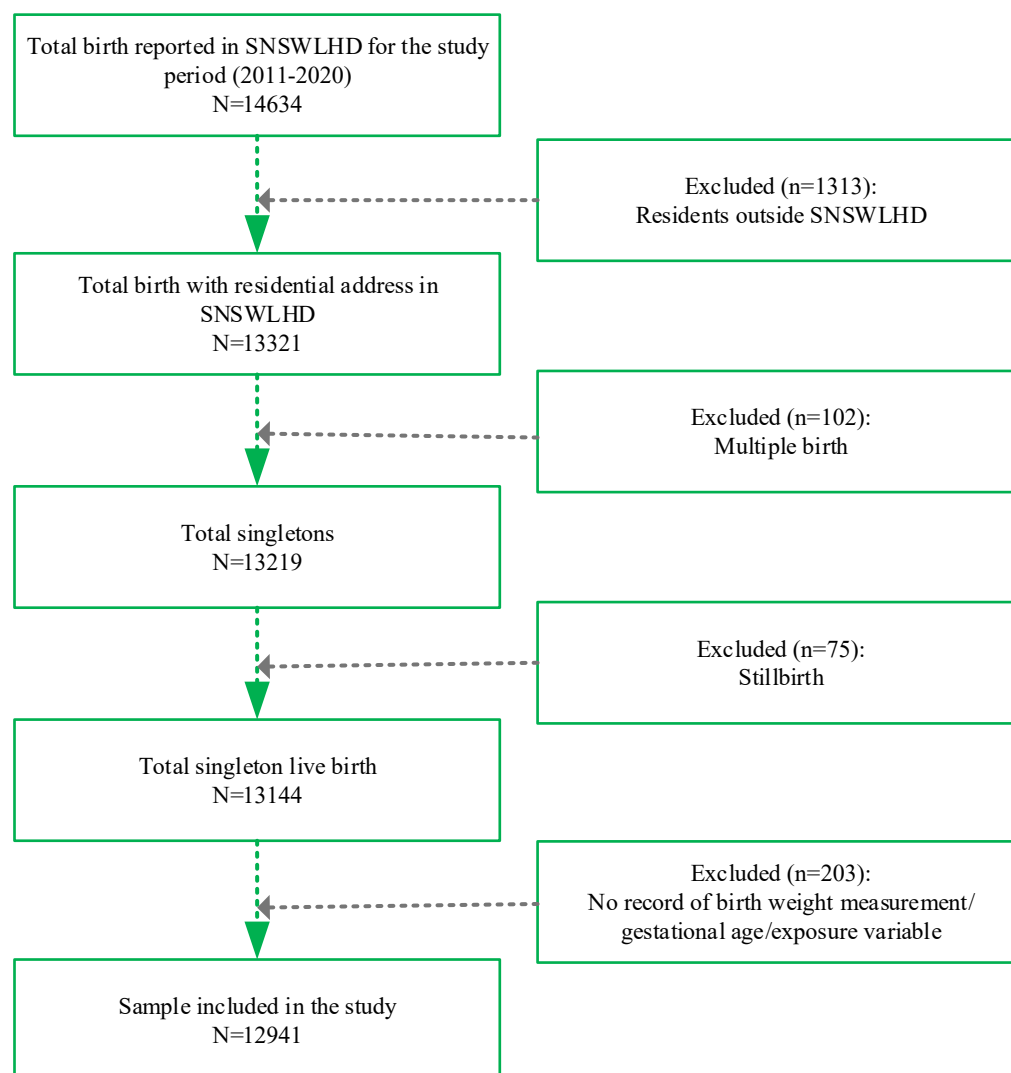 Total birth reported in SNSWLHD for the study
period (2011-2020)
N=14634
Excluded (n=1313):
Residents outside SNSWLHD
Total birth with residential address in
SNSWLHD
N=13321
Excluded (n=102):
Multiple birth
Total singletons
N=13219
Excluded (n=75):
Stillbirth
Total singleton live birth
N=13144
Excluded (n=203):
No record of birth weight measurement/
gestational age/exposure variable
Sample included in the study
N=12941